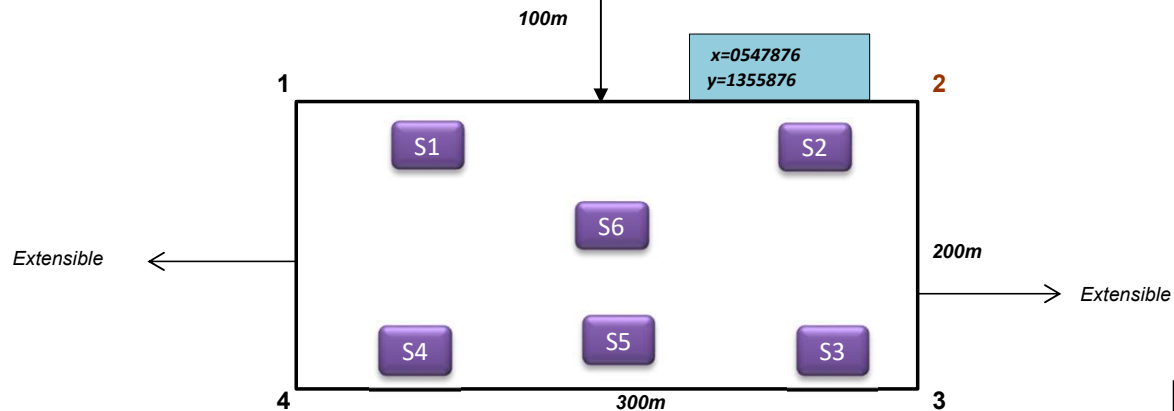 100m
x=0547876
y=1355876
1
2
S1
S2
S6
Extensible
200m
Extensible
S5
S4
S3
4
300m
3